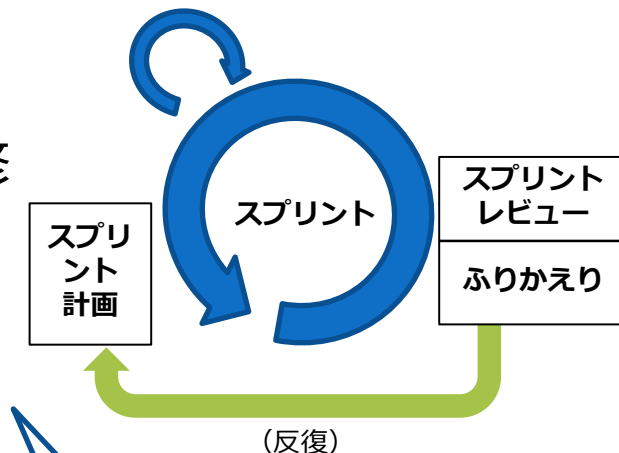 スプリ
ント
計画
スプリント
スプリント
レビュー
ふりかえり
（反復）